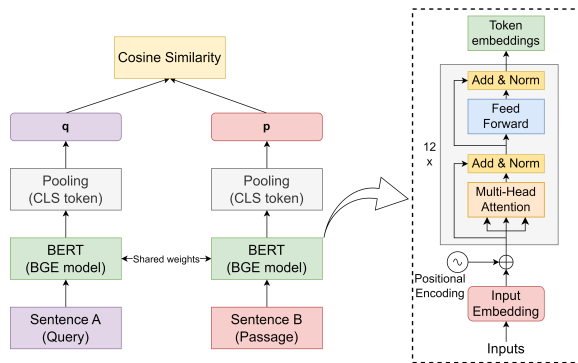 Cosine Similarity
q
p
Pooling
(CLS token)
Pooling
(CLS token)
BERT
(BGE model)
Shared weights
BERT
(BGE model)
Sentence A
(Query)
Sentence B
(Passage)
Token
embeddings
Add & Norm
Feed
Forward
12
x
Add & Norm
Multi-Head
Attention
Positional
Encoding
Input
Embedding
Inputs